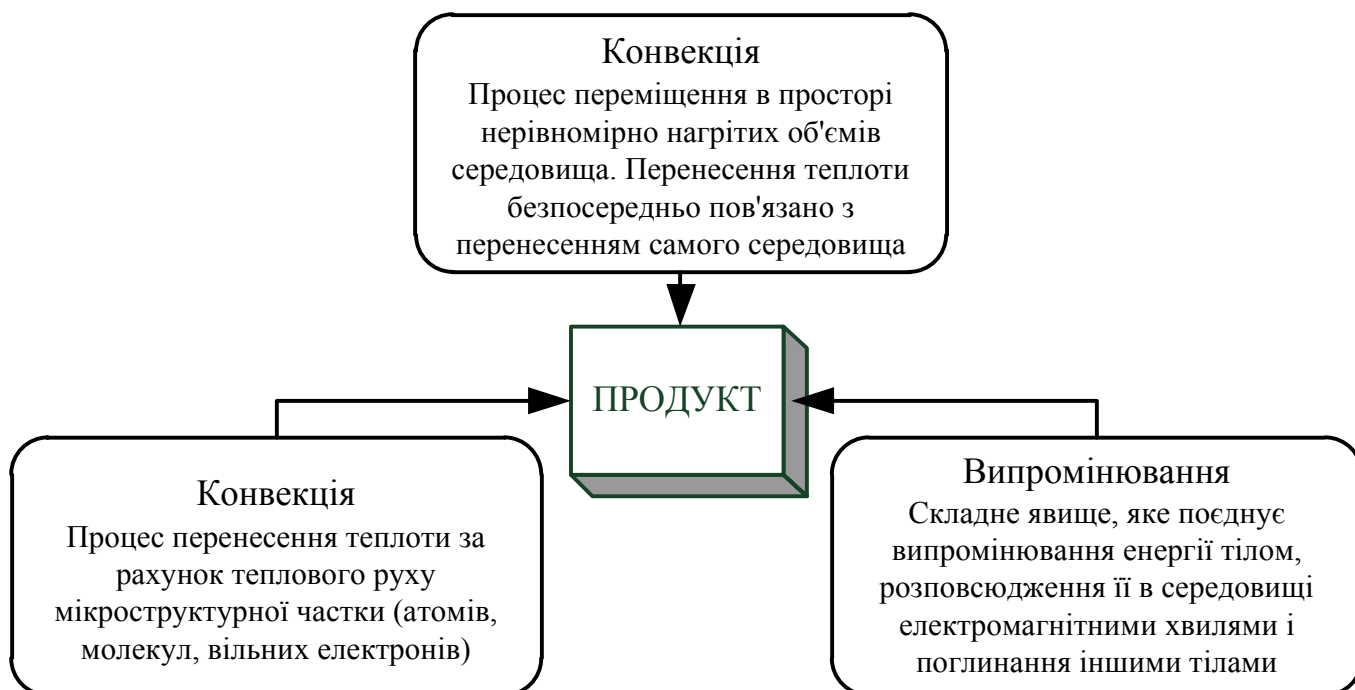 Конвекція
Процес переміщення в просторі
нерівномірно нагрітих об'ємів
середовища. Перенесення теплоти
безпосередньо пов'язано з
перенесенням самого середовища
ПРОДУКТ
Конвекція
Процес перенесення теплоти за
рахунок теплового руху
мікроструктурної частки (атомів,
молекул, вільних електронів)
Випромінювання
Складне явище, яке поєднує
випромінювання енергії тілом,
розповсюдження її в середовищі
електромагнітними хвилями і
поглинання іншими тілами